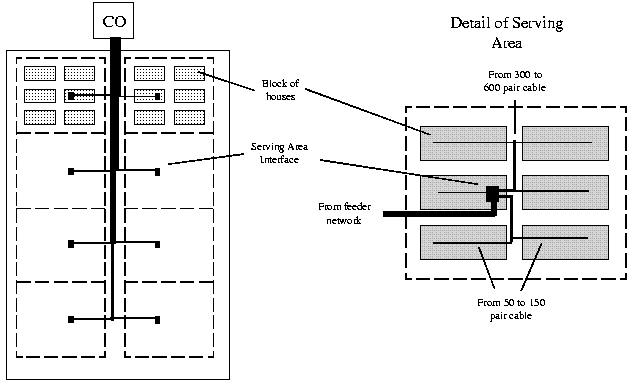 CO
Detail of Serving
Area
From 300 to
600 pair cable
Block of
houses
Serving Area
Interface
From feeder
network
From 50 to 150
pair cable